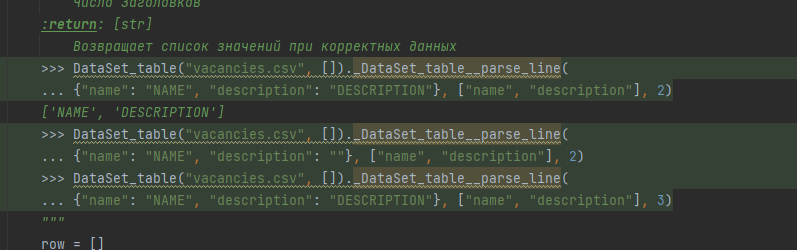 Число Заголовков
:return: [str]
Возвращает список значений при корректных данных
>>> DataSet_table("vacancies.csv", [])._DataSet_table__parse_line(
... {"name": "NAME", "description": "DESCRIPTION"}, ["name", "description"], 2)
['NAME', 'DESCRIPTION']
>>> DataSet_table("vacancies.csv", [])._DataSet_table__parse_line(
... {"name": "NAME", "description": ""}, ["name", "description"], 2)
>>> DataSet_table("vacancies.csv", [])._DataSet_table__parse_line(
... {"name": "NAME", "description": "DESCRIPTION"}, ["name", "description"], 3)
"""
row = []